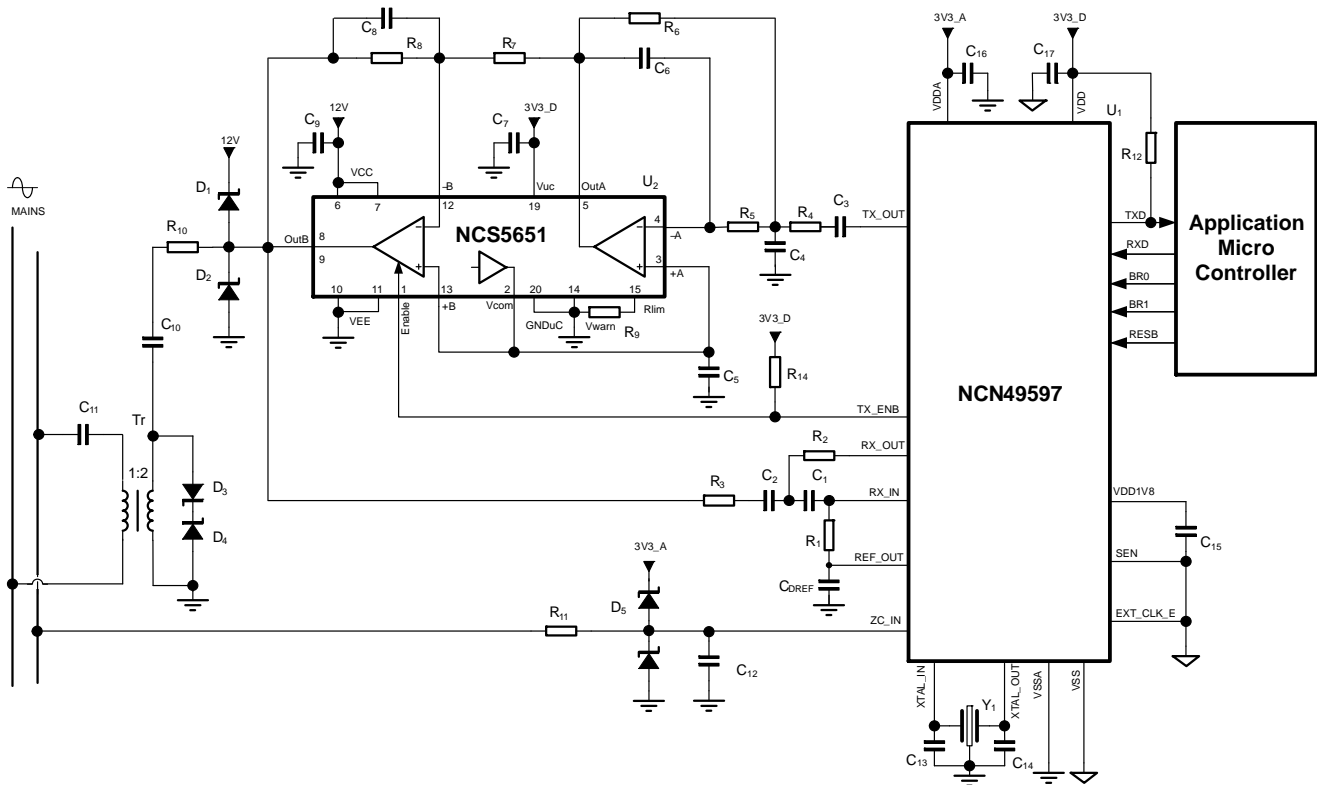 3V3_A
3V3_D
C8
R8
R7
R6
C6
C16
C17
VDDA
VDD
U1
12V
C9
3V3_D
C7
12V
VCC
-B
Vuc
OutA
U2
R12
D1
6
7
12
19
5
MAINS
R10
OutB
8
9
NCS5651
4
-A
3
+A
R5
R4
C3
C4
TX_OUT
TXD
RXD
BR0
BR1
RESB
Application
Micro
Controller
D2
10
11
1
13
2
20
14
15
VEE
Enable
+B
Vcom
GNDuC
Vwarn
R9
Rlim
3V3_D
C10
C5
R14
NCN49597
C11
Tr
TX_ENB
R2
RX_OUT
1:2
D3
R3
C2
C1
RX_IN
VDD1V8
D4
R1
REF_OUT
C15
SEN
3V3_A
CDREF
D5
R11
ZC_IN
EXT_CLK_E
C12
XTAL_IN
XTAL_OUT
VSSA
VSS
Y1
C13
C14